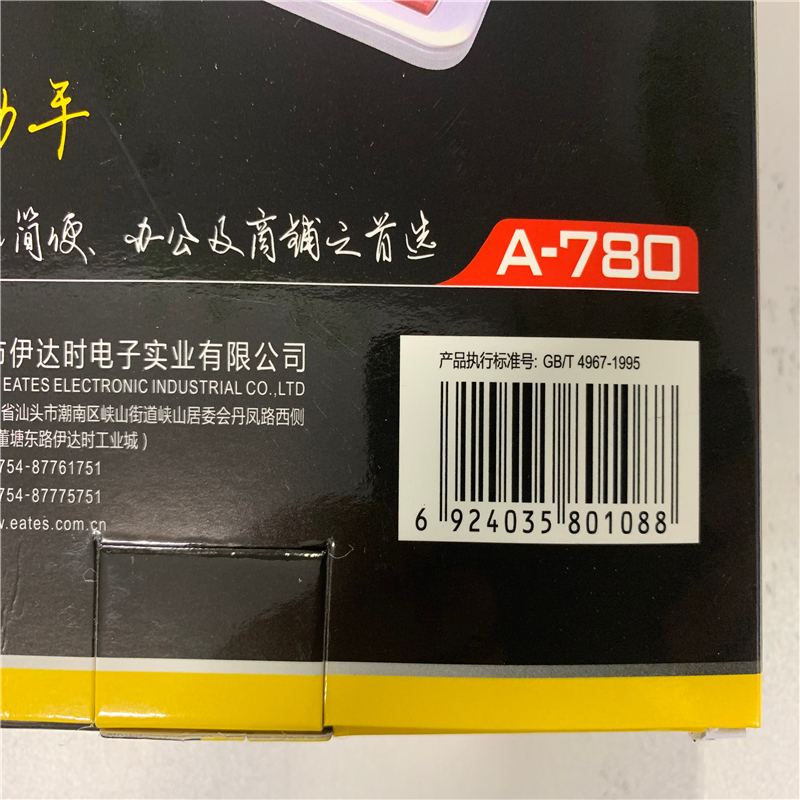 年
简便、办公及商铺之首选
A-780
伊达时电子实业有限公司
EATES ELECTRONIC INDUSTRIAL CO.,LTD
省汕头市潮南区峡山街道峡山居委会丹凤路西侧
董塘东路伊达时工业城）
754-87761751
754-87775751
.eates.com.cn
产品执行标准号: GB/T 4967-1995
6 924035 801088